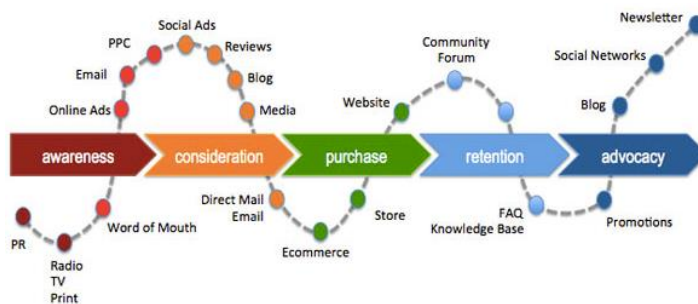 Newsletter
Social Ads
PPC
Reviews
Community
Forum
Social Networks
Email
Blog
Online Ads
Media
Website
Blog
awareness
consideration
purchase
retention
advocacy
Direct Mail
Email
Store
FAQ
Knowledge Base
Promotions
Word of Mouth
PR
Ecommerce
Radio
TV
Print